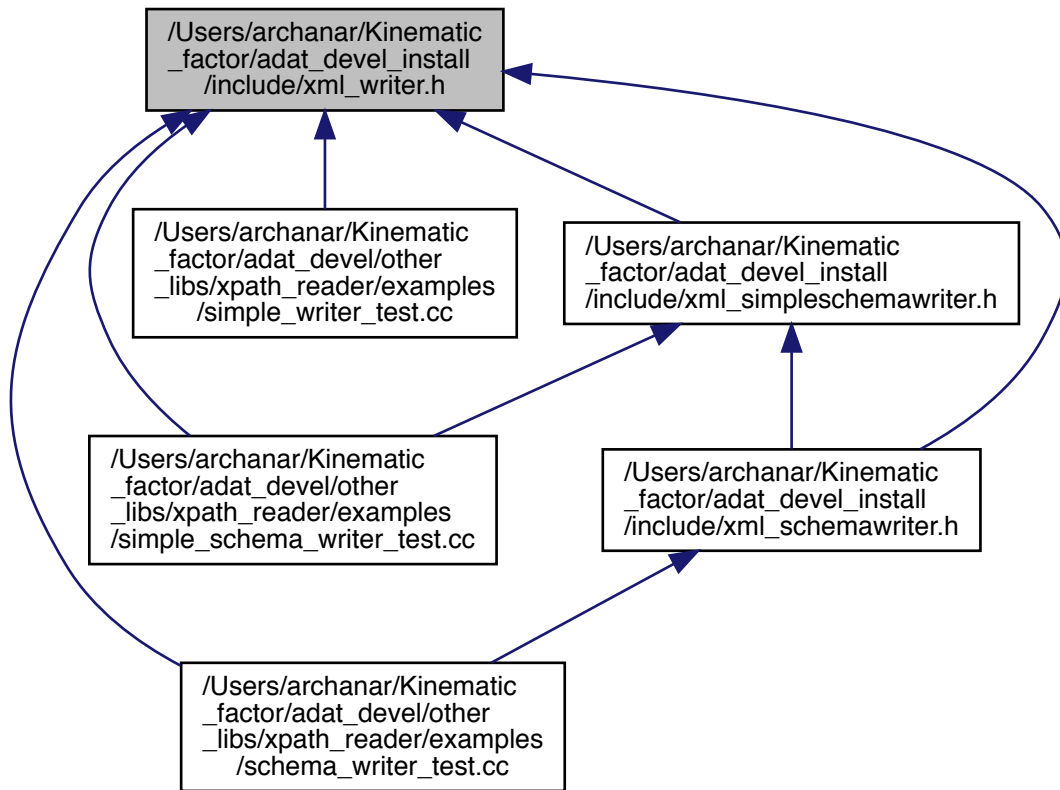 /Users/archanar/Kinematic
_factor/adat_devel_install
/include/xml_writer.h
/Users/archanar/Kinematic
_factor/adat_devel/other
_libs/xpath_reader/examples
/simple_writer_test.cc
/Users/archanar/Kinematic
_factor/adat_devel_install
/include/xml_simpleschemawriter.h
/Users/archanar/Kinematic
_factor/adat_devel/other
_libs/xpath_reader/examples
/simple_schema_writer_test.cc
/Users/archanar/Kinematic
_factor/adat_devel_install
/include/xml_schemawriter.h
/Users/archanar/Kinematic
_factor/adat_devel/other
_libs/xpath_reader/examples
/schema_writer_test.cc